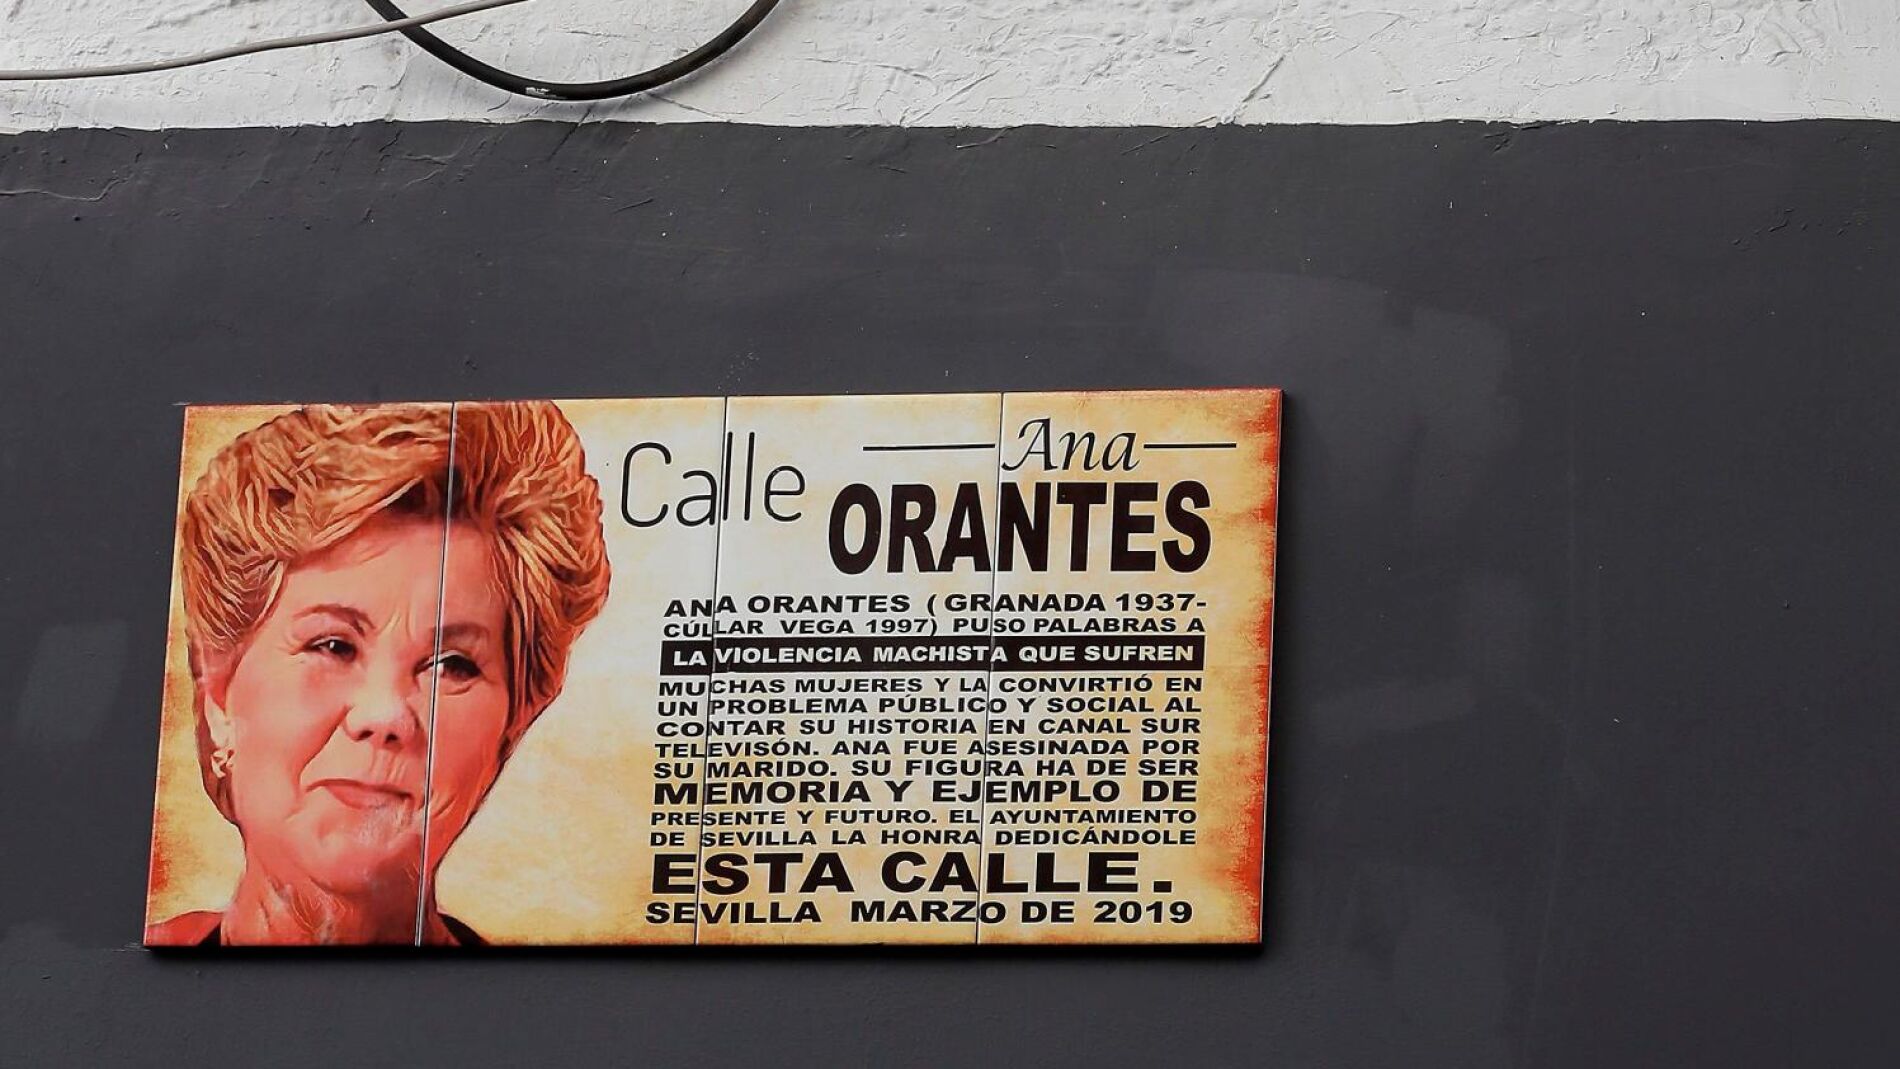 Calle
Ana
ORANTES
ANA ORANTES ( GRANADA 1937-
CÚLLAR VEGA 1997) PUSO PALABRAS A
LA VIOLENCIA MACHISTA QUE SUFREN
MUCHAS MUJERES Y LA CONVIRTIÓ EN
UN PROBLEMA PÚBLICO Y SOCIAL AL
CONTAR SU HISTORIA EN CANAL SUR
TELEVISÓN. ANA FUE ASESINADA POR
SU MARIDO. SU FIGURA HA DE SER
MEMORIA Y EJEMPLO DE
PRESENTE Y FUTURO. EL AYUNTAMIENTO
DE SEVILLA LA HONRA DEDICÁNDOLE
ESTA CALLE.
SEVILLA MARZO DE 2019